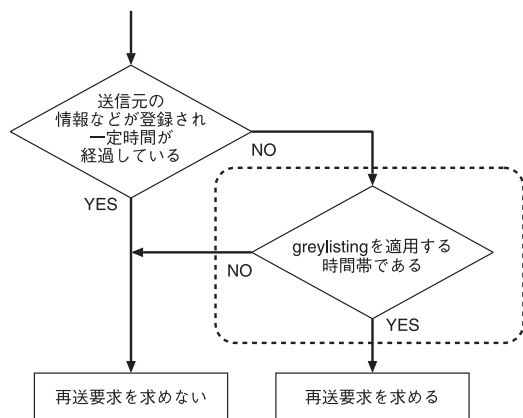 送信元の
情報などが登録され
一定時間が
経過している
NO
YES
greylistingを適用する
時間帯である
NO
YES
再送要求を求めない
再送要求を求める